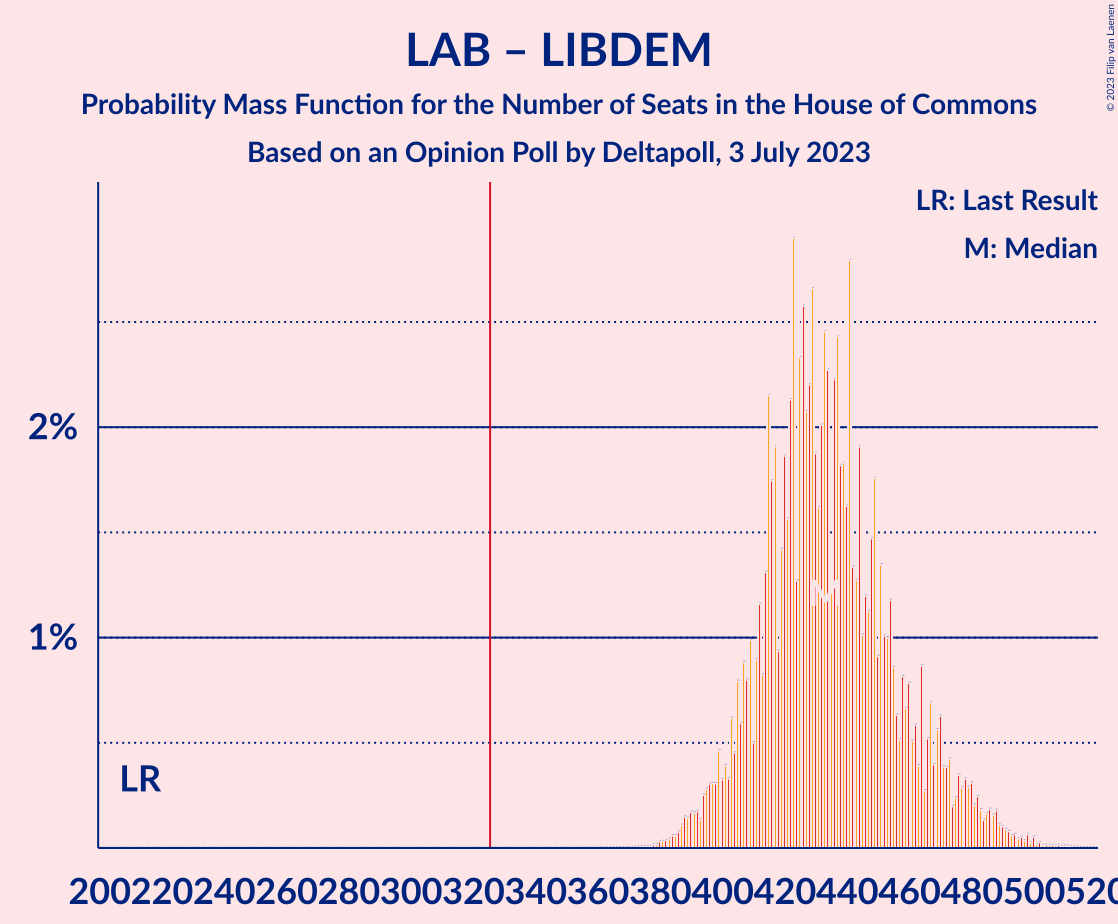 LAB – LIBDEM
Probability Mass Function for the Number of Seats in the House of Commons
Based on an Opinion Poll by Deltapoll, 3 July 2023
© 2023 Filip van Laenen
LR: Last Result
M: Median
2%
1%
LR
M
200220240260280300320340360380400420440460480500520